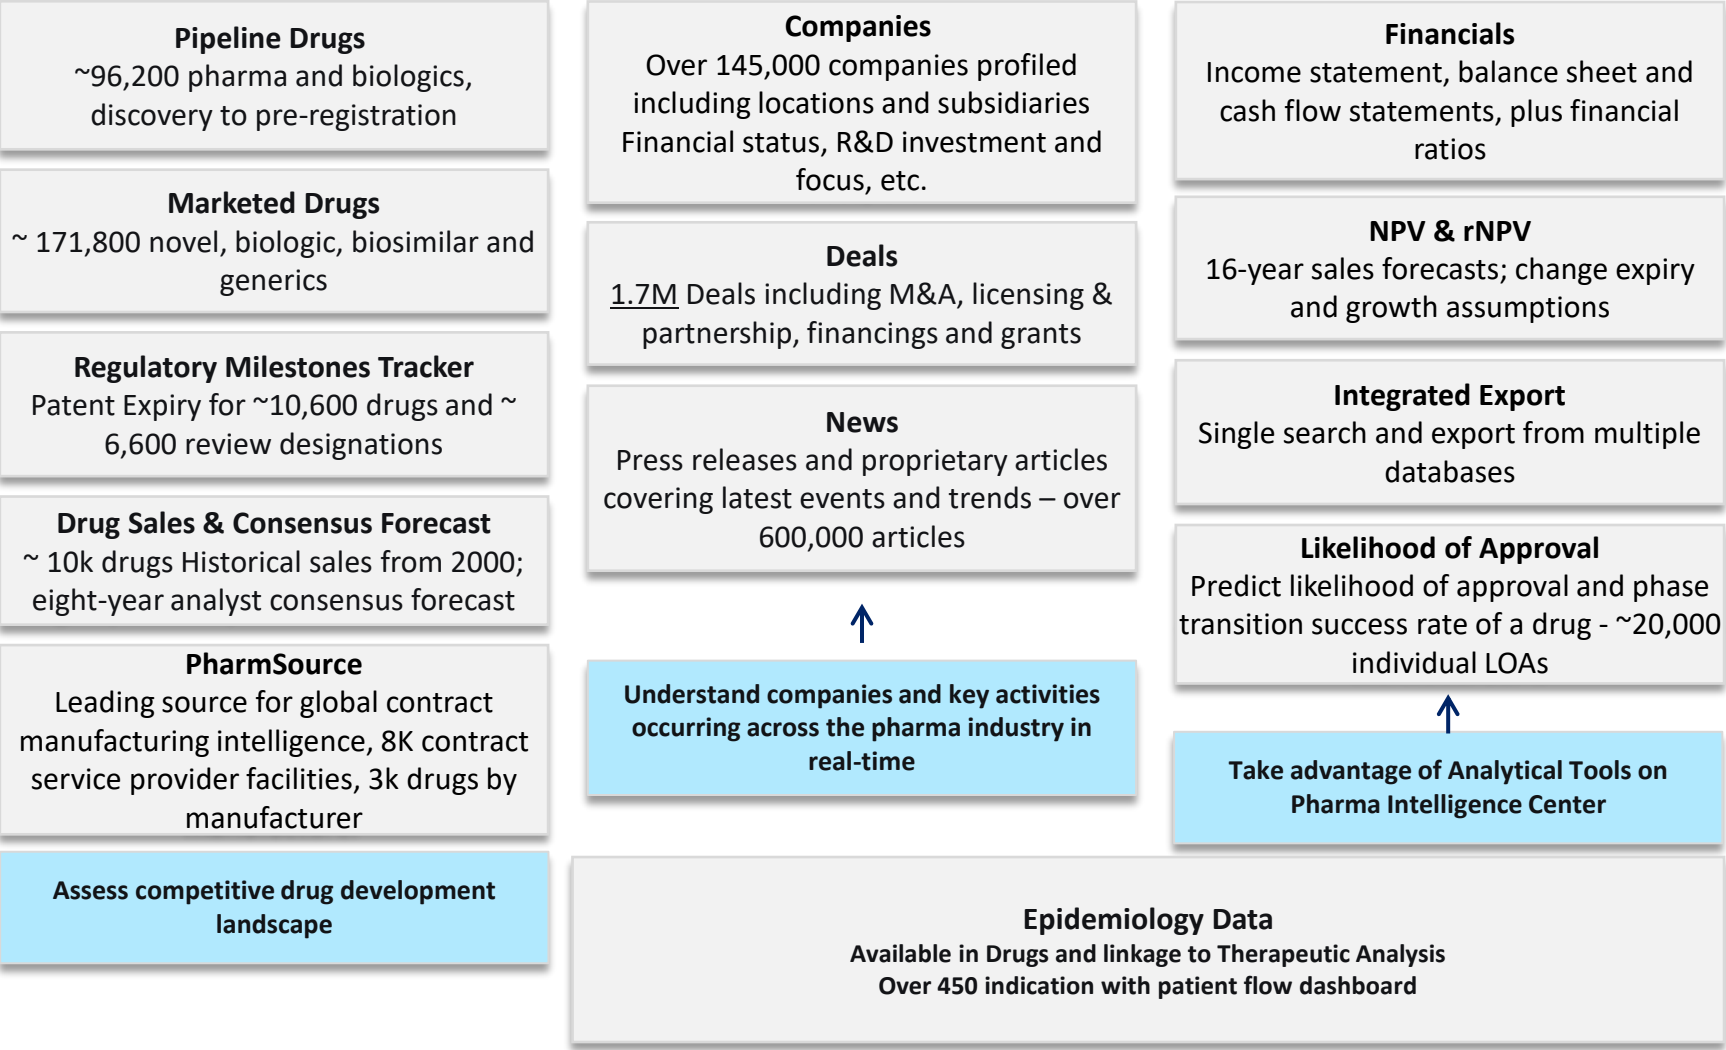 Pipeline Drugs
~96,200 pharma and biologics,
discovery to pre-registration
Marketed Drugs
~ 171,800 novel, biologic, biosimilar and
generics
Regulatory Milestones Tracker
Patent Expiry for ~10,600 drugs and ~
6,600 review designations
Drug Sales & Consensus Forecast
~ 10k drugs Historical sales from 2000;
eight-year analyst consensus forecast
PharmSource
Leading source for global contract
manufacturing intelligence, 8K contract
service provider facilities, 3k drugs by
manufacturer
Assess competitive drug development
landscape
Companies
Over 145,000 companies profiled
including locations and subsidiaries
Financial status, R&D investment and
focus, etc.
Deals
1.7M Deals including M&A, licensing &
partnership, financings and grants
News
Press releases and proprietary articles
covering latest events and trends – over
600,000 articles
Understand companies and key activities
occurring across the pharma industry in
real-time
Financials
Income statement, balance sheet and
cash flow statements, plus financial
ratios
NPV & rNPV
16-year sales forecasts; change expiry
and growth assumptions
Integrated Export
Single search and export from multiple
databases
Likelihood of Approval
Predict likelihood of approval and phase
transition success rate of a drug - ~20,000
individual LOAs
Take advantage of Analytical Tools on
Pharma Intelligence Center
Epidemiology Data
Available in Drugs and linkage to Therapeutic Analysis
Over 450 indication with patient flow dashboard